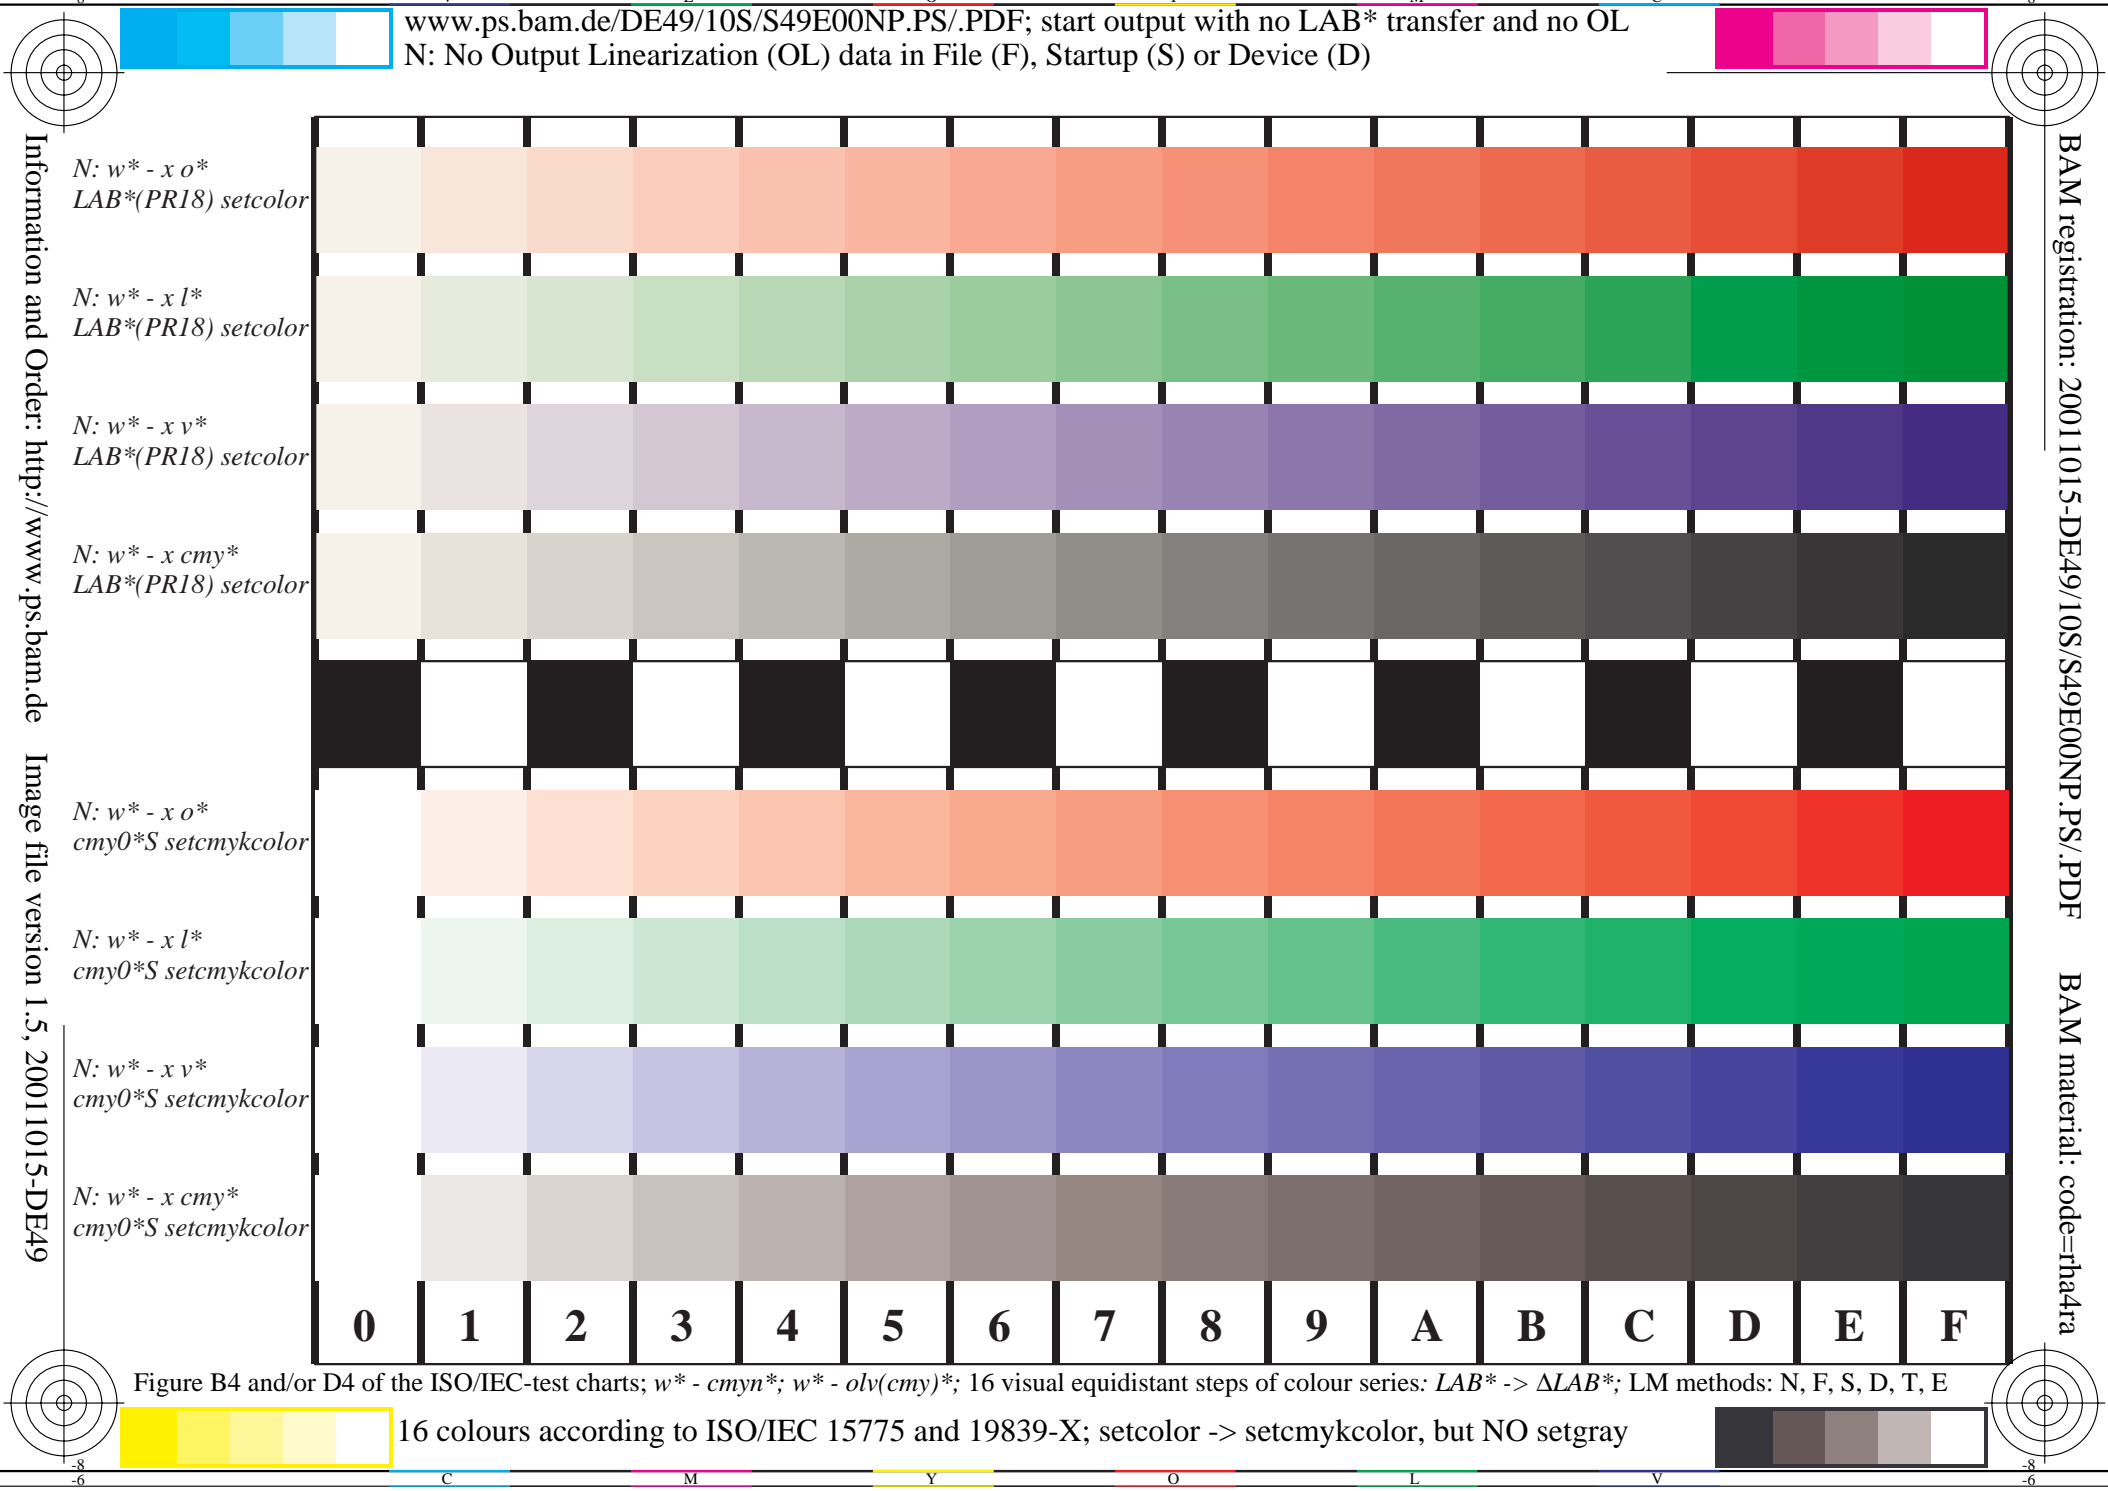 www.ps.bam.de/DE49/10S/S49E00NP.PS/.PDF; start output with no LAB* transfer and no OL
N: No Output Linearization (OL) data in File (F), Startup (S) or Device (D)
Information and Order: http://www.ps.bam.de Image file version 1.5, 20011015-DE49
BAM registration: 20011015-DE49/10S/S49E00NP.PS/.PDF BAM material: code=rha4ra
N: w* - x o*
LAB*(PR18) setcolor
N: w* - x l*
LAB*(PR18) setcolor
N: w* - x v*
LAB*(PR18) setcolor
N: w* - x cmy*
LAB*(PR18) setcolor
N: w* - x o*
cmy0*S setcmykcolor
N: w* - x l*
cmy0*S setcmykcolor
N: w* - x v*
cmy0*S setcmykcolor
N: w* - x cmy*
cmy0*S setcmykcolor
0 1 2 3 4 5 6 7 8 9 A B C D E F
Figure B4 and/or D4 of the ISO/IEC-test charts; w* - cmyn*; w* - olv(cmy)*; 16 visual equidistant steps of colour series: LAB* -> ΔLAB*; LM methods: N, F, S, D, T, E
16 colours according to ISO/IEC 15775 and 19839-X; setcolor -> setcmykcolor, but NO setgray
-8 -8
-6 C M Y O L V -6